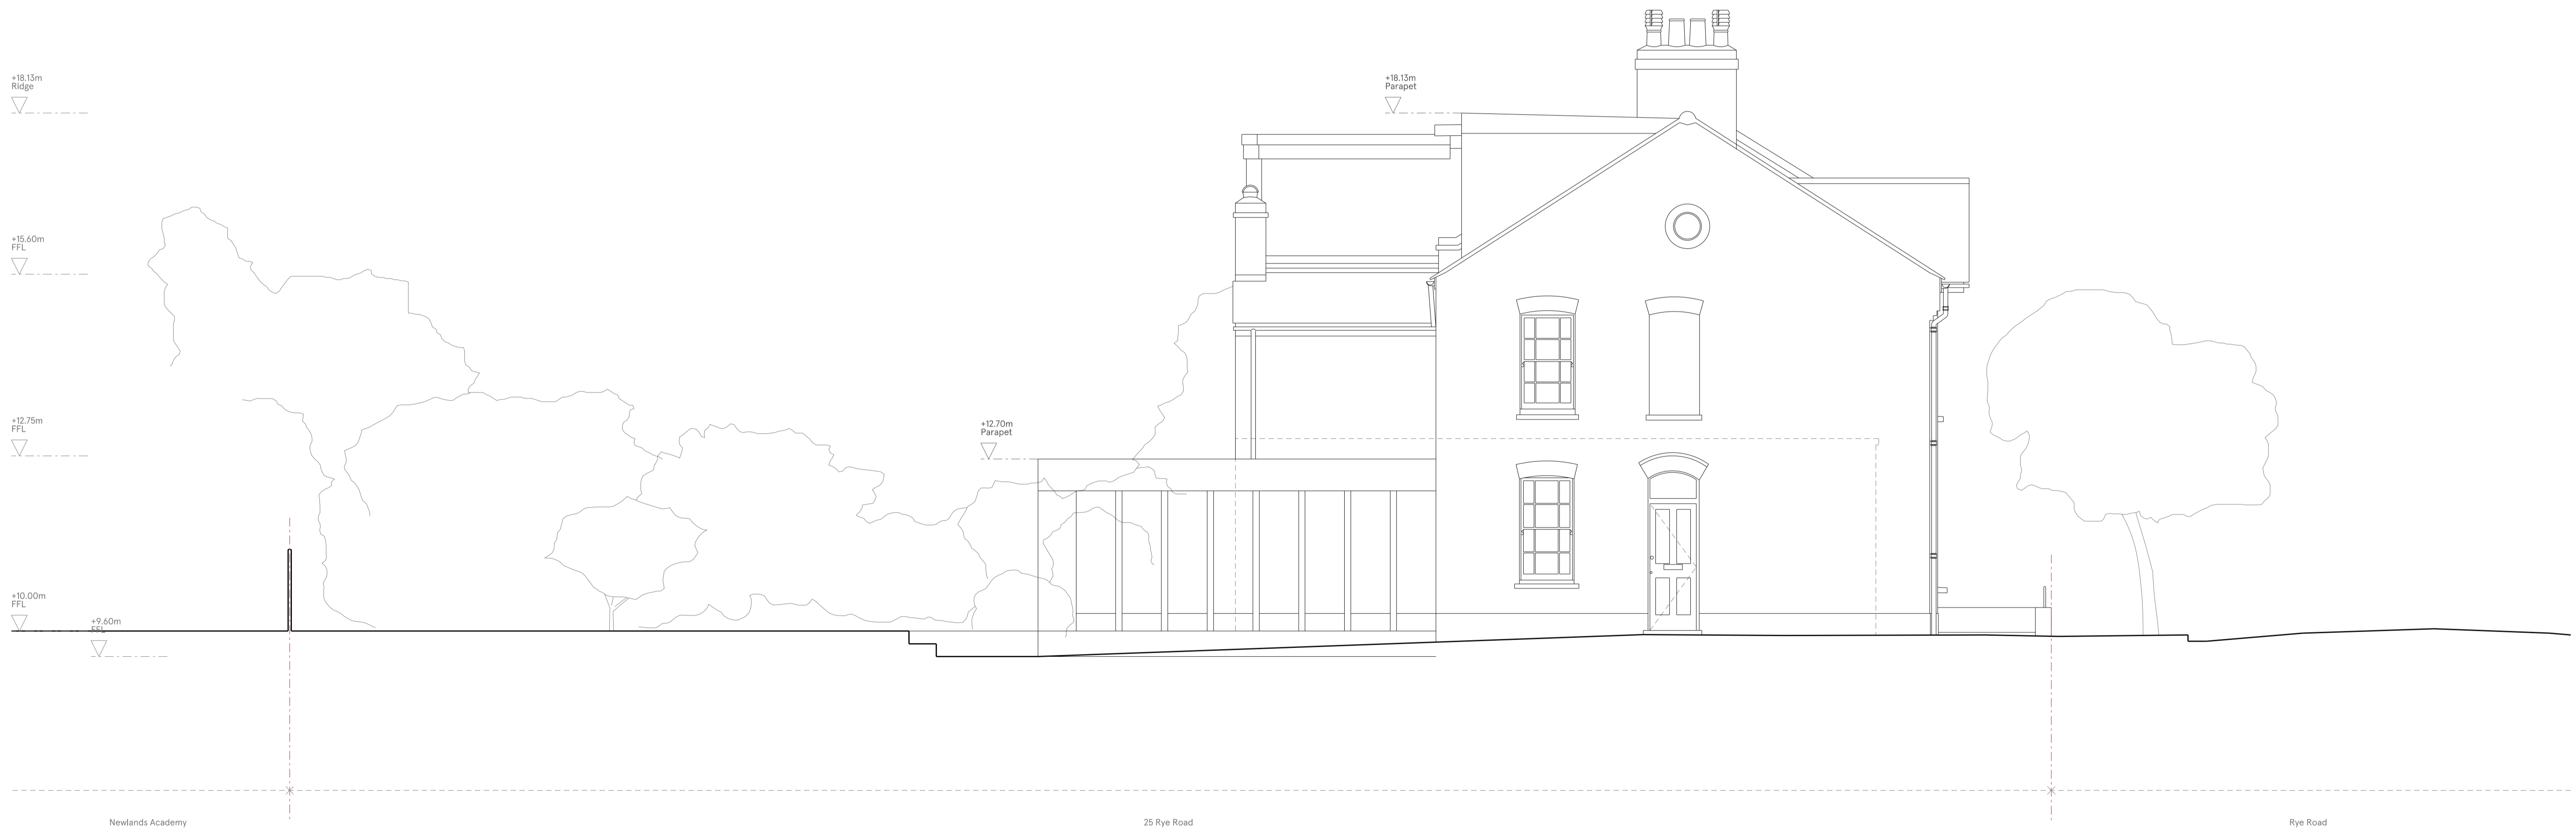 +18.13m
RIdge
+18.13m
Parapet
+15.60m
FFL
+12.75m
FFL
+12.70m
Parapet
+10.00m
FFL
+9.60m
FFL
Newlands Academy
25 Rye Road
Rye Road